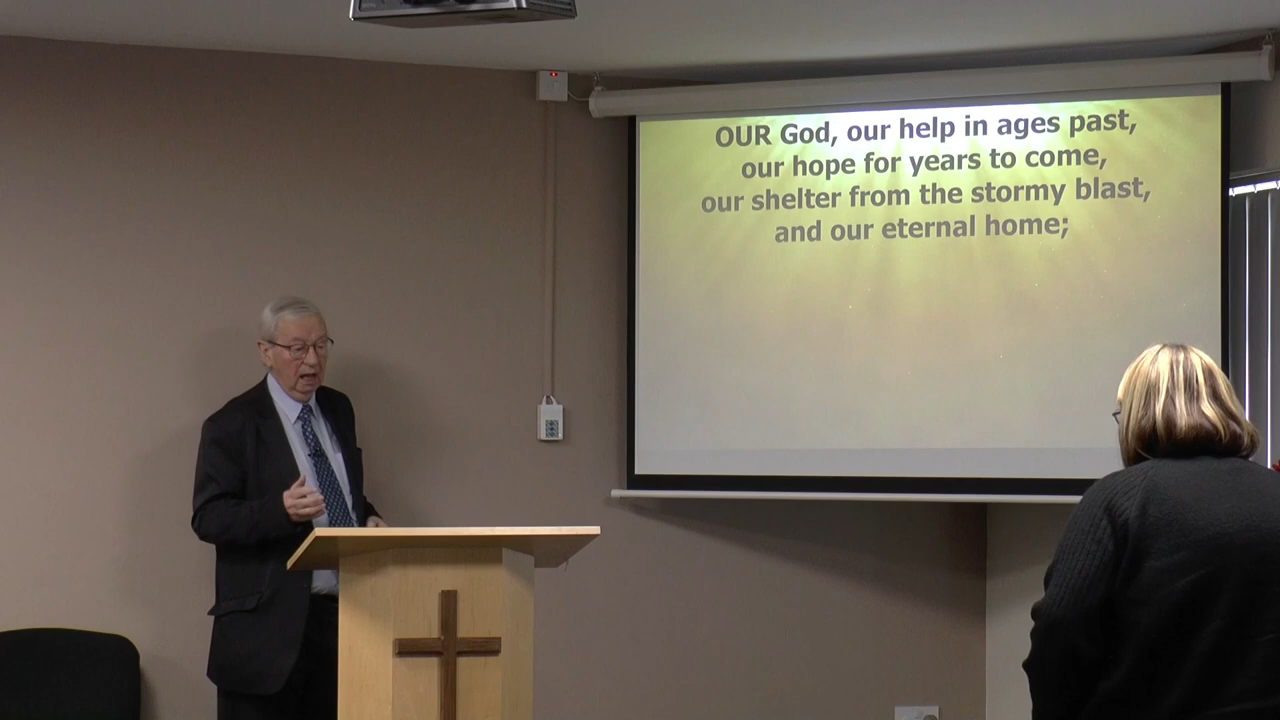 OUR God, our help in ages past,
our hope for years to come,
our shelter from the stormy blast,
and our eternal home;